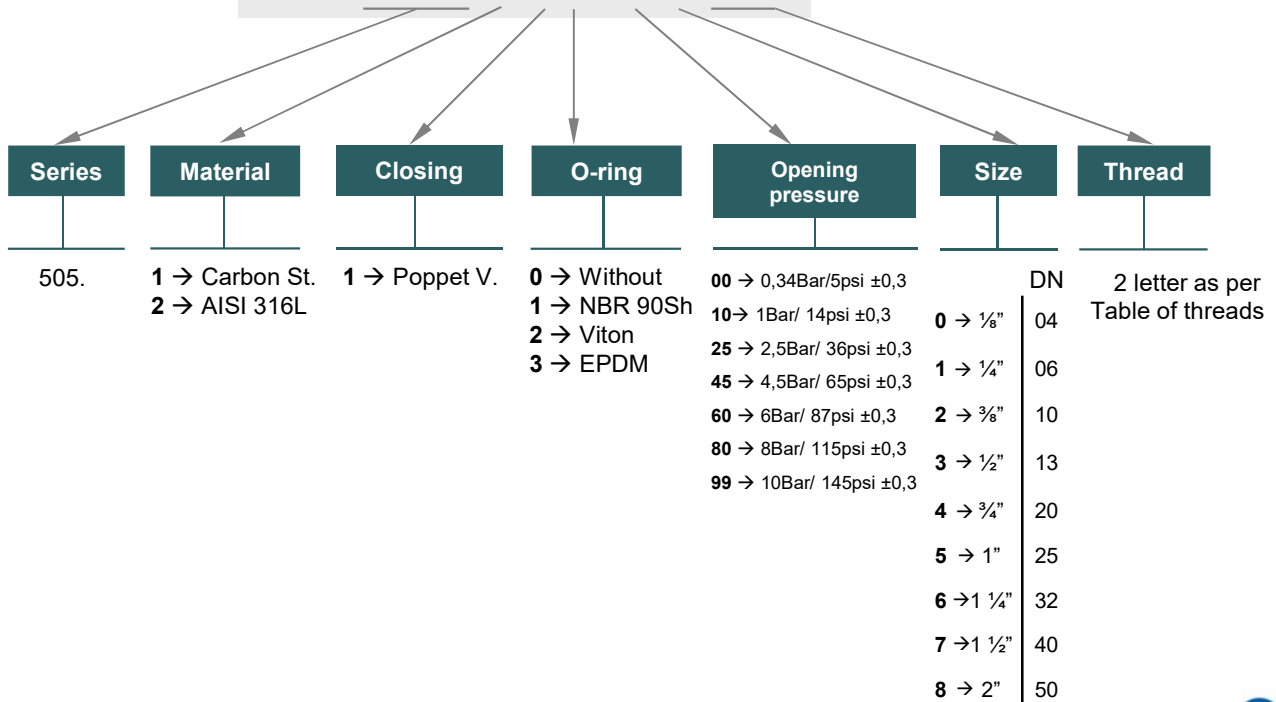 Series
Material
Closing
O-ring
Opening
pressure
Size
Thread
505.
1 → Carbon St.
2 → AISI 316L
1 → Poppet V.
0 → Without
1 → NBR 90Sh
2 → Viton
3 → EPDM
00 → 0,34Bar/5psi ±0,3
10→ 1Bar/ 14psi ±0,3
25 → 2,5Bar/ 36psi ±0,3
45 → 4,5Bar/ 65psi ±0,3
60 → 6Bar/ 87psi ±0,3
80 → 8Bar/ 115psi ±0,3
99 → 10Bar/ 145psi ±0,3
DN
0 → ⅛” 04
1 → ¼” 06
2 → ⅜” 10
3 → ½” 13
4 → ¾” 20
5 → 1” 25
6 →1 ¼” 32
7 →1 ½” 40
8 → 2” 50
2 letter as per
Table of threads